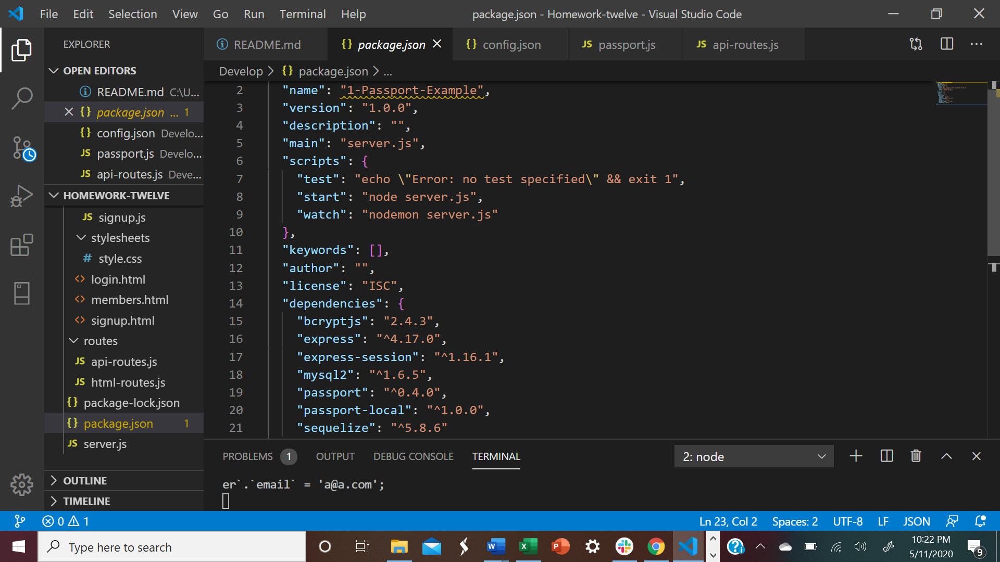 File Edit Selection View Go Run Terminal Help
package.json - Homework-twelve - Visual Studio Code
EXPLORER
OPEN EDITORS
README.md C:\U...
package.json ... 1
config.json Develo...
passport.js Develo...
api-routes.js Deve...
HOMEWORK-TWELVE
JS signup.js
stylesheets
# style.css
<> login.html
<> members.html
<> signup.html
routes
JS api-routes.js
JS html-routes.js
{} package-lock.json
{} package.json 1
JS server.js
OUTLINE
TIMELINE
README.md
{} package.json
{} config.json
JS passport.js
JS api-routes.js
Develop > {} package.json > ...
2 "name": "1-Passport-Example",
3 "version": "1.0.0",
4 "description": "",
5 "main": "server.js",
6 "scripts": {
7 "test": "echo \"Error: no test specified\" && exit 1",
8 "start": "node server.js",
9 "watch": "nodemon server.js"
10 },
11 "keywords": [],
12 "author": "",
13 "license": "ISC",
14 "dependencies": {
15 "bcryptjs": "2.4.3",
16 "express": "^4.17.0",
17 "express-session": "^1.16.1",
18 "mysql2": "^1.6.5",
19 "passport": "^0.4.0",
20 "passport-local": "^1.0.0",
21 "sequelize": "^5.8.6"
PROBLEMS 1 OUTPUT DEBUG CONSOLE TERMINAL
2: node
er`.`email` = 'a@a.com';
0 1
Ln 23, Col 2 Spaces: 2 UTF-8 LF JSON
Type here to search
10:22 PM
5/11/2020
9